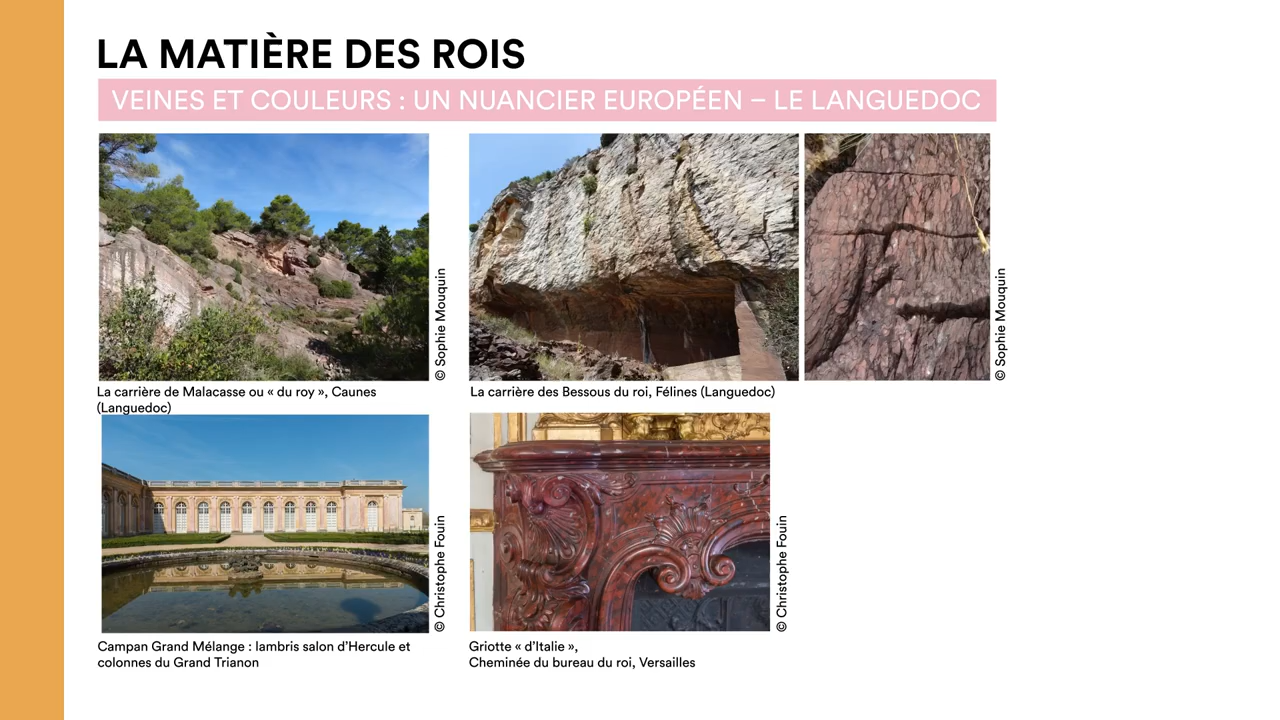 LA MATIÈRE DES ROIS
VEINES ET COULEURS : UN NUANCIER EUROPÉEN – LE LANGUEDOC
© Sophie Mouquin
© Sophie Mouquin
La carrière de Malacasse ou « du roy », Caunes
(Languedoc)
La carrière des Bessous du roi, Félines (Languedoc)
© Christophe Fouin
© Christophe Fouin
Campan Grand Mélange : lambris salon d'Hercule et
colonnes du Grand Trianon
Griotte « d'Italie »,
Cheminée du bureau du roi, Versailles